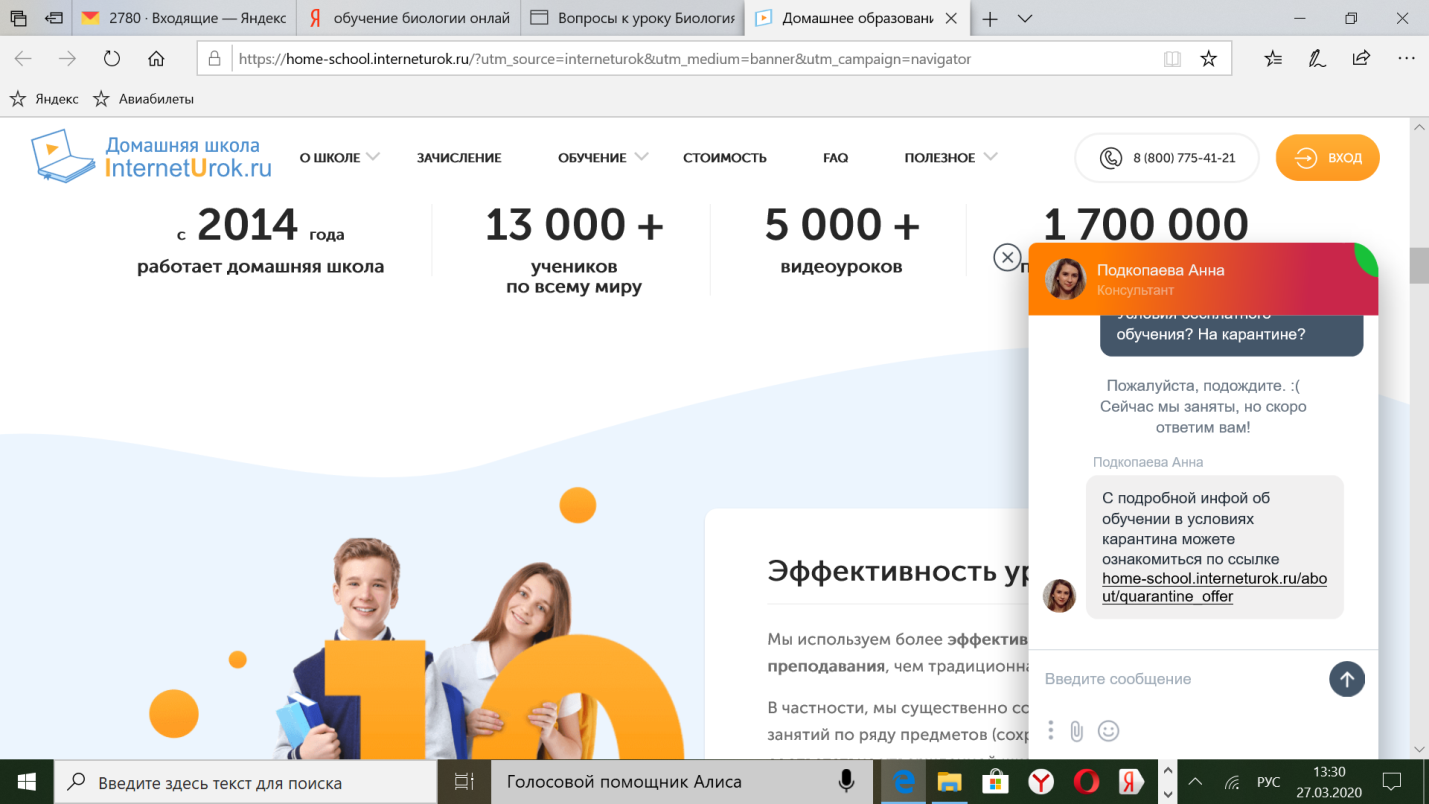 2780 · Входящие — Яндекс
обучение биологии онлай
Вопросы к уроку Биология
Домашнее образовани
https://home-school.interneturok.ru/?utm_source=interneturok&utm_medium=banner&utm_campaign=navigator
Яндекс
Авиабилеты
Домашняя школа
InternetUrok.ru
О ШКОЛЕ
ЗАЧИСЛЕНИЕ
ОБУЧЕНИЕ
СТОИМОСТЬ
FAQ
ПОЛЕЗНОЕ
8 (800) 775-41-21
ВХОД
с 2014 года
работает домашняя школа
13 000 +
учеников
по всему миру
5 000 +
видеоуроков
1 700 000
Подкопаева Анна
Консультант
Условия бесплатного
обучения? На карантине?
Пожалуйста, подождите. :(
Сейчас мы заняты, но скоро
ответим вам!
Подкопаева Анна
С подробной инфой об
обучении в условиях
карантина можете
ознакомиться по ссылке
home-school.interneturok.ru/abo
ut/quarantine_offer
Введите сообщение
Эффективность ур
Мы используем более эффектив
преподавания, чем традиционна
В частности, мы существенно со
занятий по ряду предметов (сохр
10
Введите здесь текст для поиска
Голосовой помощник Алиса
РУС
13:30
27.03.2020